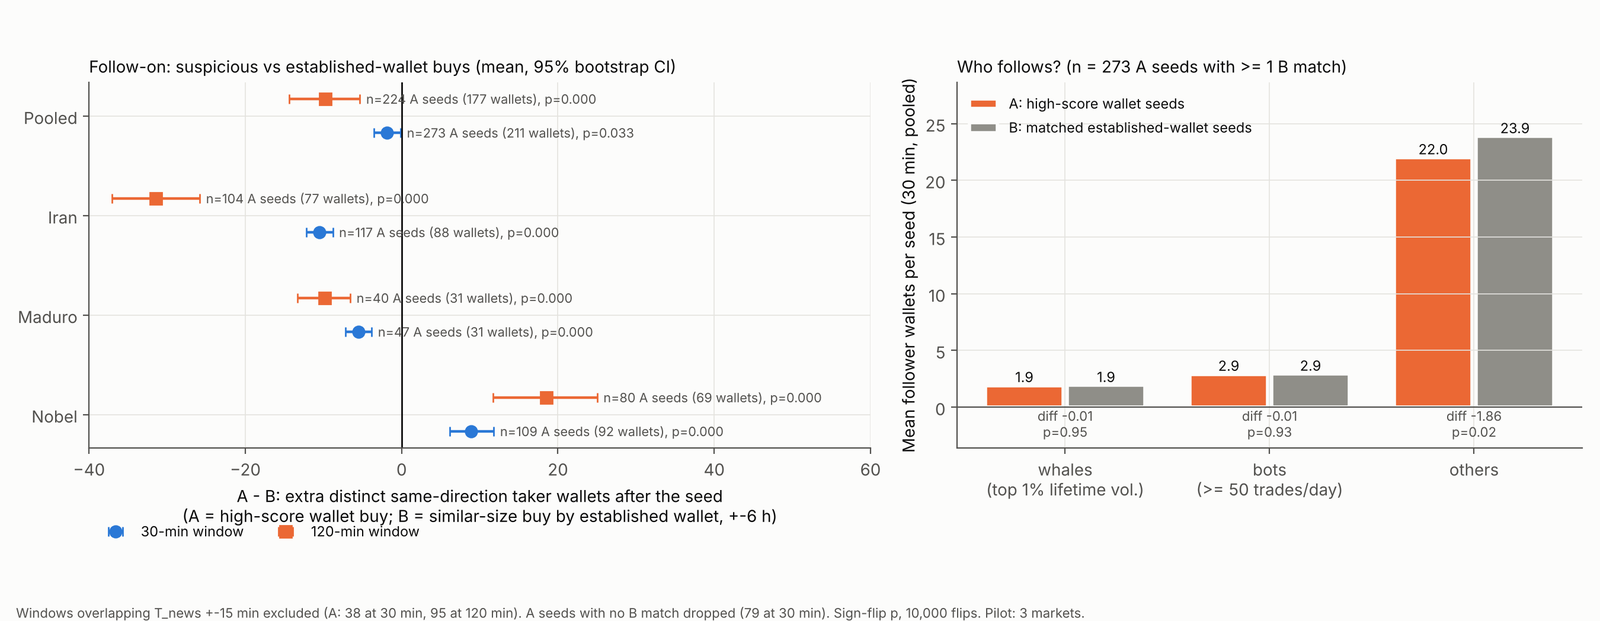 Follow-on: suspicious vs established-wallet buys (mean, 95% bootstrap CI)
Pooled
n=224 A seeds (177 wallets), p=0.000
n=273 A seeds (211 wallets), p=0.033
Iran
n=104 A seeds (77 wallets), p=0.000
n=117 A seeds (88 wallets), p=0.000
Maduro
n=40 A seeds (31 wallets), p=0.000
n=47 A seeds (31 wallets), p=0.000
Nobel
n=80 A seeds (69 wallets), p=0.000
n=109 A seeds (92 wallets), p=0.000
−40 −20 0 20 40 60
A - B: extra distinct same-direction taker wallets after the seed
(A = high-score wallet buy; B = similar-size buy by established wallet, +-6 h)
30-min window 120-min window
Who follows? (n = 273 A seeds with >= 1 B match)
Mean follower wallets per seed (30 min, pooled)
A: high-score wallet seeds
B: matched established-wallet seeds
25
20
15
10
5
0
1.9 1.9 2.9 2.9 22.0 23.9
diff -0.01 diff -0.01 diff -1.86
p=0.95 p=0.93 p=0.02
whales bots others
(top 1% lifetime vol.) (>= 50 trades/day)
Windows overlapping T_news +-15 min excluded (A: 38 at 30 min, 95 at 120 min). A seeds with no B match dropped (79 at 30 min). Sign-flip p, 10,000 flips. Pilot: 3 markets.